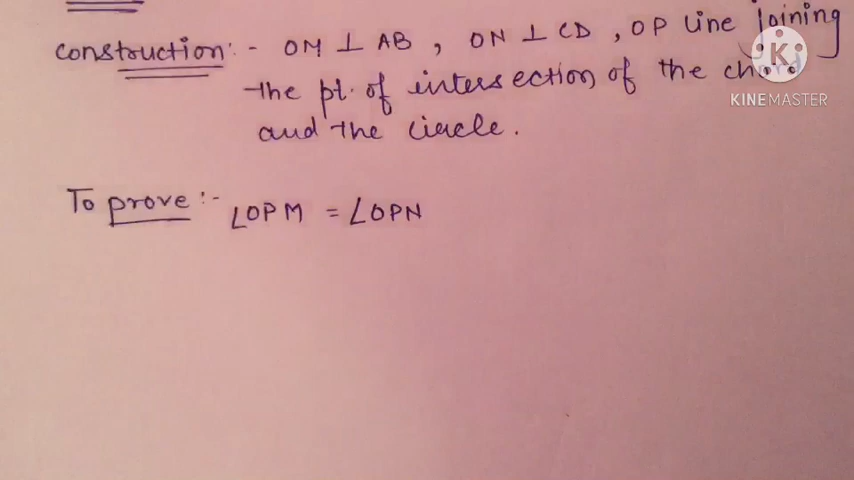 construction:- OM ⊥ AB , ON ⊥ CD , OP line joining
the pt. of intersection of the chord
and the circle.
To prove:- ∠OPM = ∠OPN
K
KINEMASTER